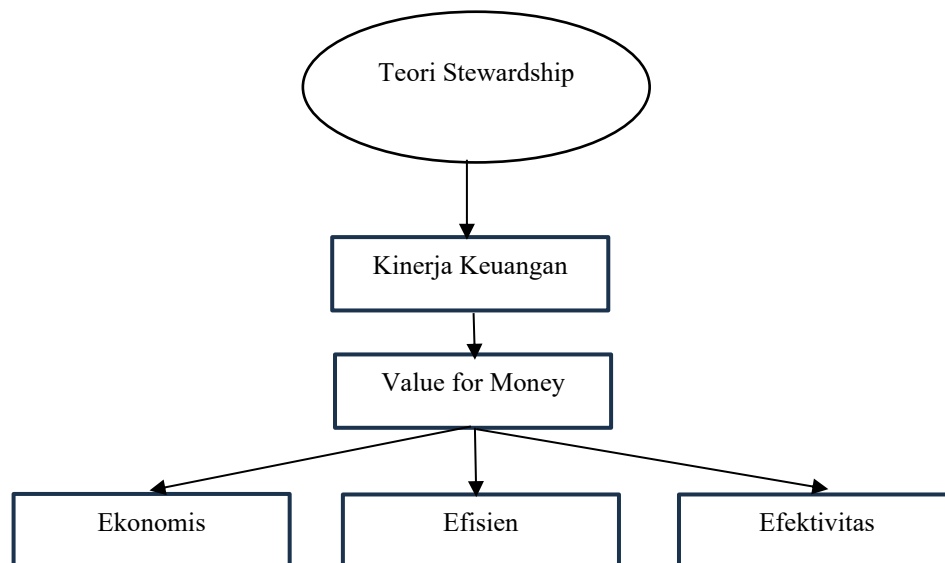 Teori Stewardship
Kinerja Keuangan
Value for Money
Ekonomis
Efisien
Efektivitas